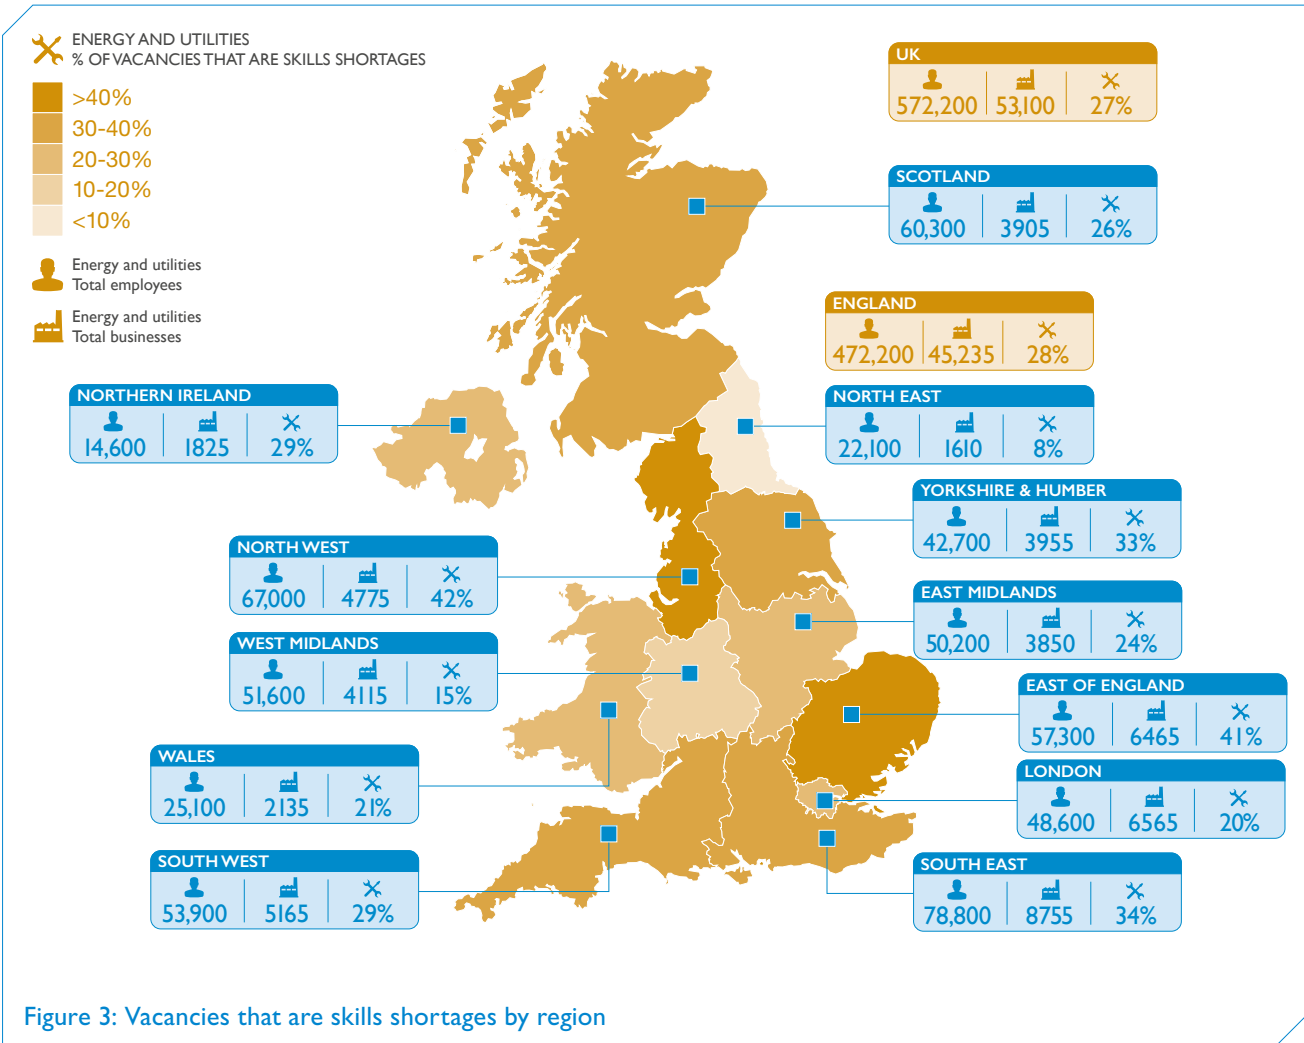 ENERGY AND UTILITIES
% OF VACANCIES THAT ARE SKILLS SHORTAGES
>40%
30-40%
20-30%
10-20%
<10%
Energy and utilities
Total employees
Energy and utilities
Total businesses
UK
572,200 53,100 27%
SCOTLAND
60,300 3905 26%
ENGLAND
472,200 45,235 28%
NORTHERN IRELAND
14,600 1825 29%
NORTH EAST
22,100 1610 8%
YORKSHIRE & HUMBER
42,700 3955 33%
NORTH WEST
67,000 4775 42%
EAST MIDLANDS
50,200 3850 24%
WEST MIDLANDS
51,600 4115 15%
EAST OF ENGLAND
57,300 6465 41%
WALES
25,100 2135 21%
LONDON
48,600 6565 20%
SOUTH WEST
53,900 5165 29%
SOUTH EAST
78,800 8755 34%
Figure 3: Vacancies that are skills shortages by region